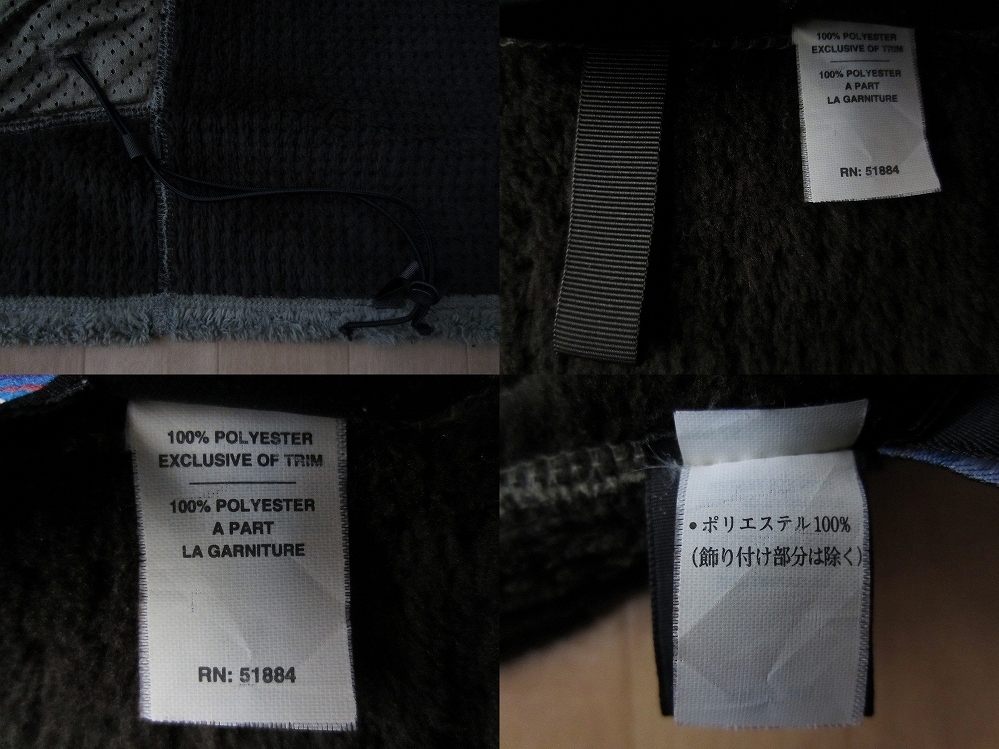 100% POLYESTER
EXCLUSIVE OF TRIM
100% POLYESTER
A PART
LA GARNITURE
RN: 51884
100% POLYESTER
EXCLUSIVE OF TRIM
100% POLYESTER
A PART
LA GARNITURE
RN: 51884
•ポリエステル100%
(飾り付け部分は除く)